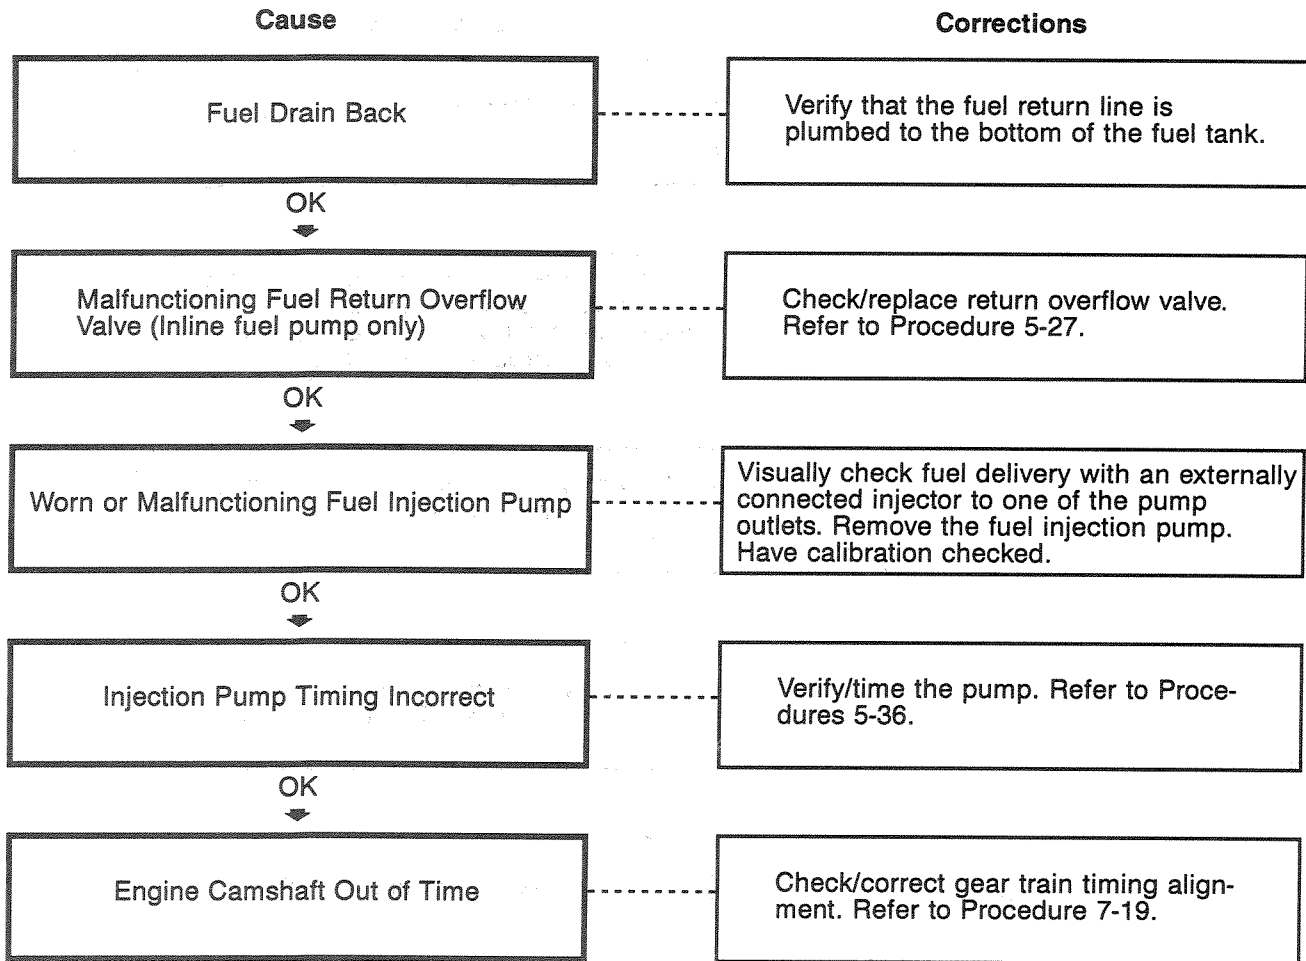 Cause
Corrections
Fuel Drain Back
Verify that the fuel return line is
plumbed to the bottom of the fuel tank.
OK
Malfunctioning Fuel Return Overflow
Valve (Inline fuel pump only)
Check/replace return overflow valve.
Refer to Procedure 5-27.
OK
Worn or Malfunctioning Fuel Injection Pump
Visually check fuel delivery with an externally
connected injector to one of the pump
outlets. Remove the fuel injection pump.
Have calibration checked.
OK
Injection Pump Timing Incorrect
Verify/time the pump. Refer to Proce-
dures 5-36.
OK
Engine Camshaft Out of Time
Check/correct gear train timing align-
ment. Refer to Procedure 7-19.